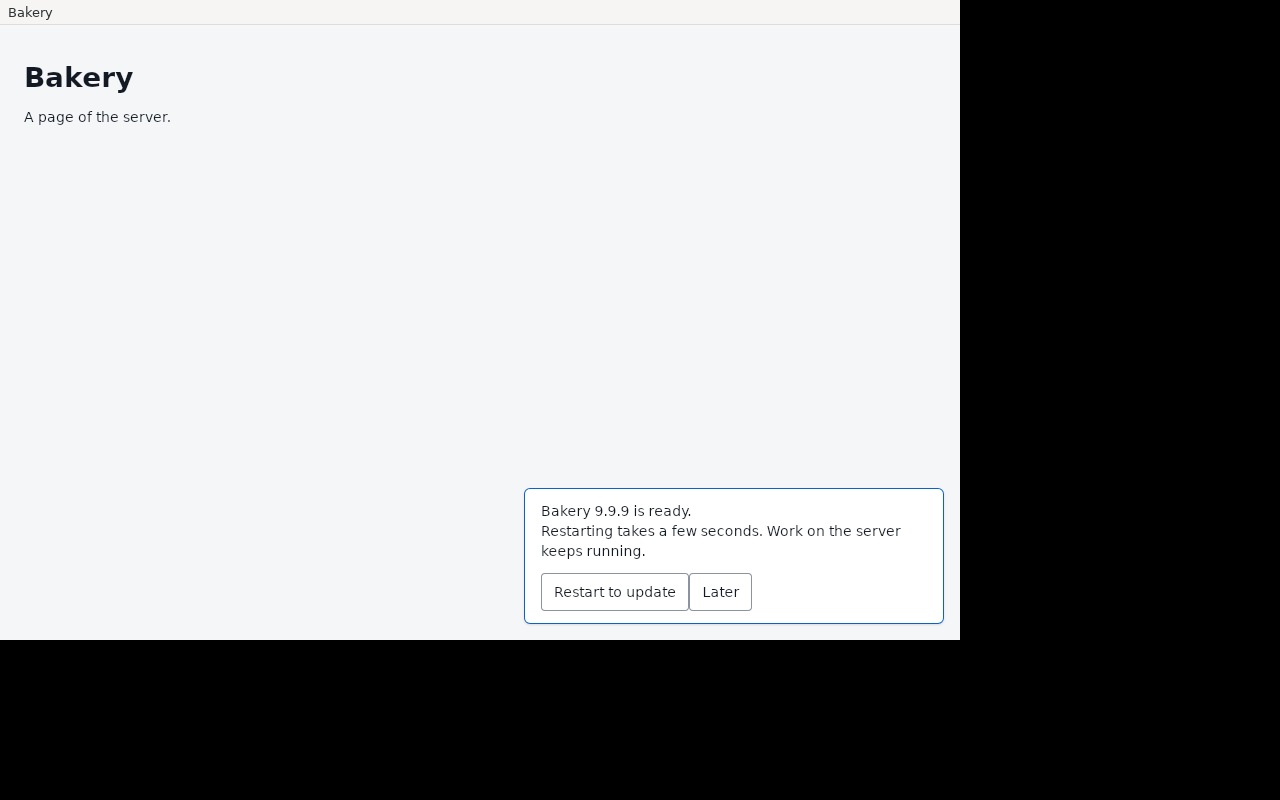 Bakery
Bakery
A page of the server.
Bakery 9.9.9 is ready.
Restarting takes a few seconds. Work on the server
keeps running.
Restart to update
Later